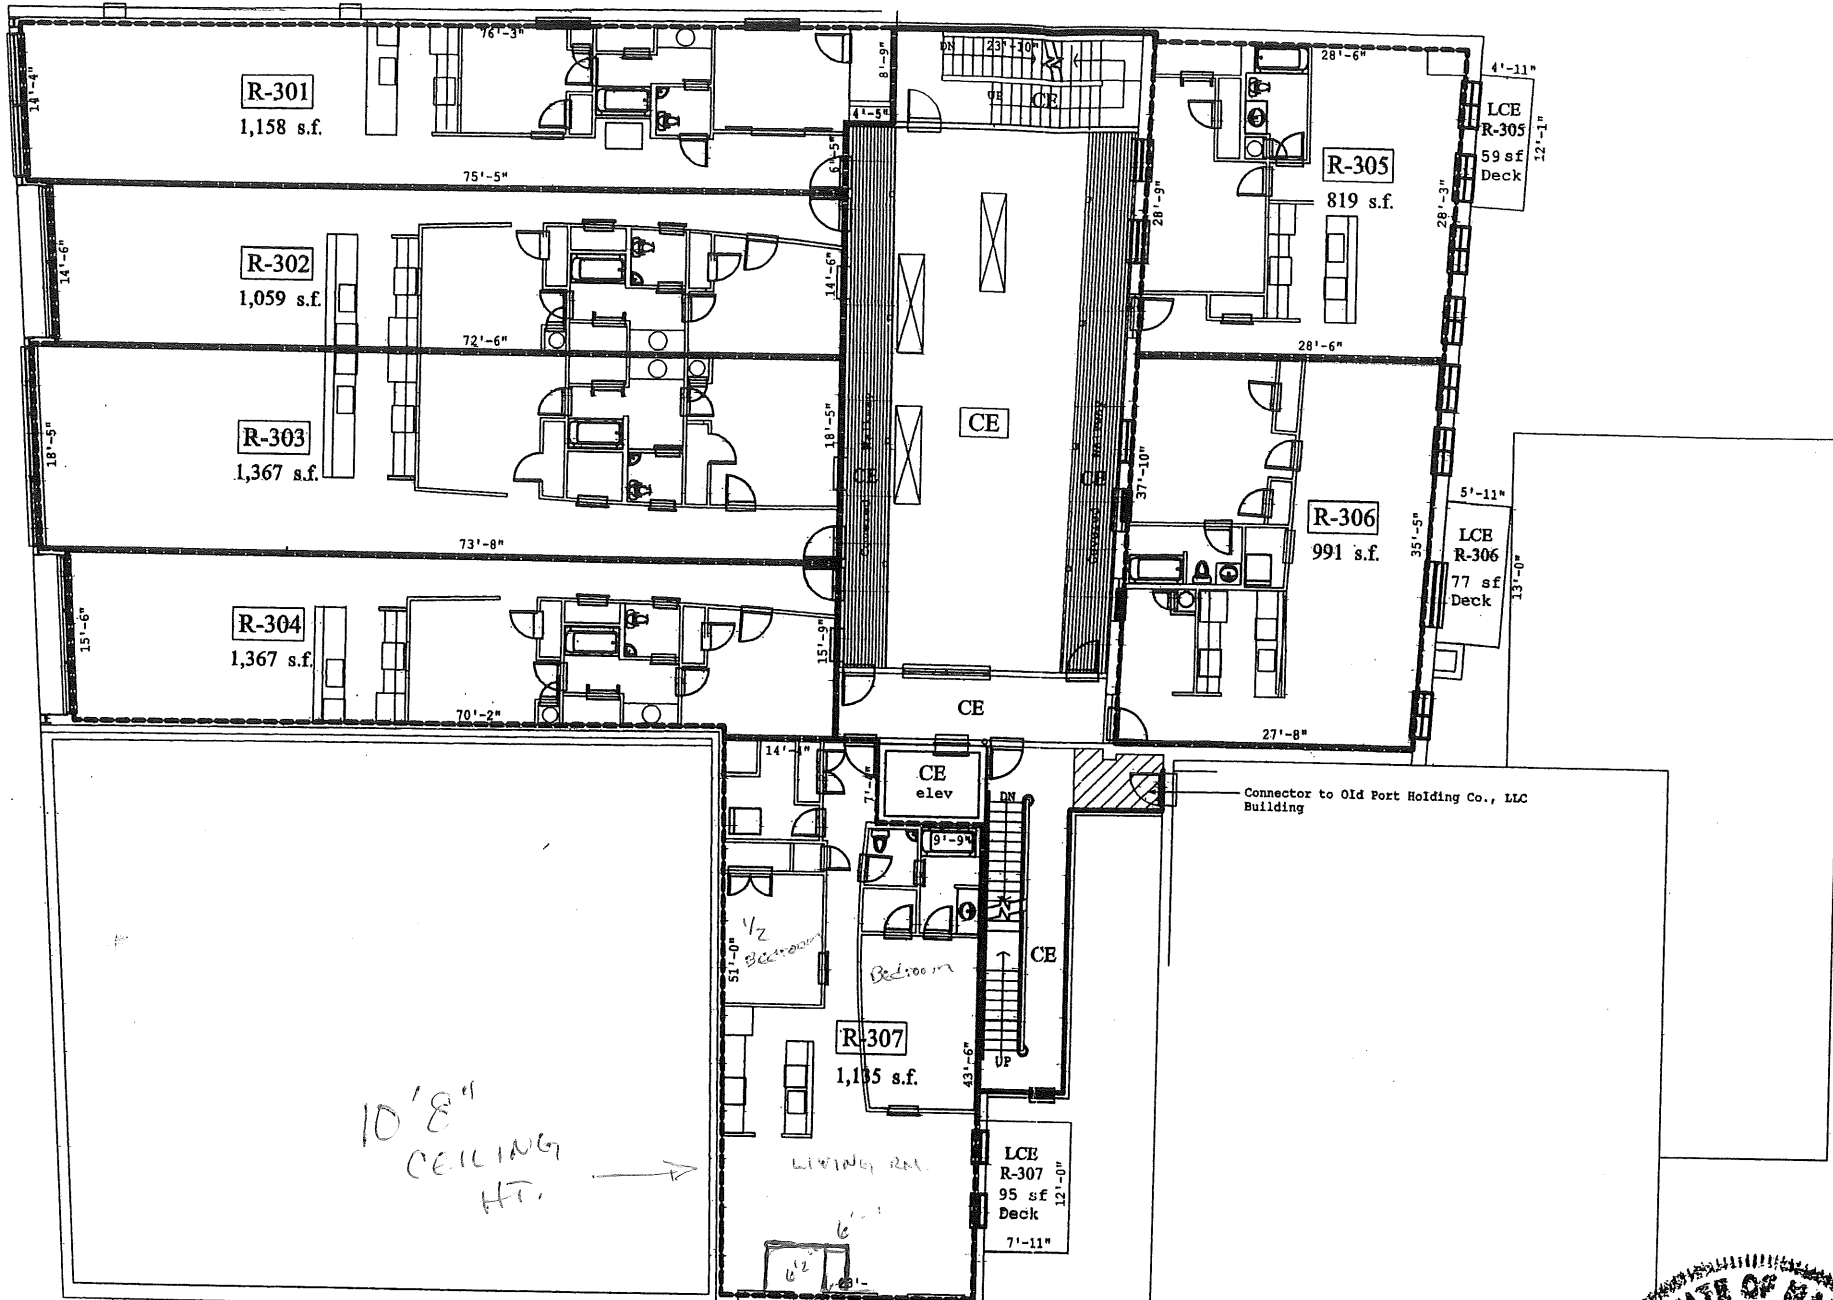 76'-3"
14'-4"
R-301
1,158 s.f.
8'-9"
4'-5"
6'-5"
75'-5"
DN
23'-10"
UP
CE
28'-6"
4'-11"
LCE
R-305
59 sf
Deck
12'-1"
R-305
819 s.f.
28'-9"
28'-3"
28'-6"
14'-6"
R-302
1,059 s.f.
14'-6"
72'-6"
18'-5"
R-303
1,367 s.f.
18'-5"
73'-8"
CE
CE
Covered
CE
Covered
37'-10"
R-306
991 s.f.
35'-5"
5'-11"
LCE
R-306
77 sf
Deck
13'-0"
27'-8"
15'-6"
R-304
1,367 s.f.
15'-9"
70'-2"
CE
14'-1"
CE
elev
DN
Connector to Old Port Holding Co., LLC
Building
9'-9"
51'-0"
1/2
Bedroom
Bedroom
CE
R-307
1,135 s.f.
43'-6"
UP
10'8"
CEILING
HT.
LIVING RM.
LCE
R-307
95 sf
Deck
12'-0"
7'-11"